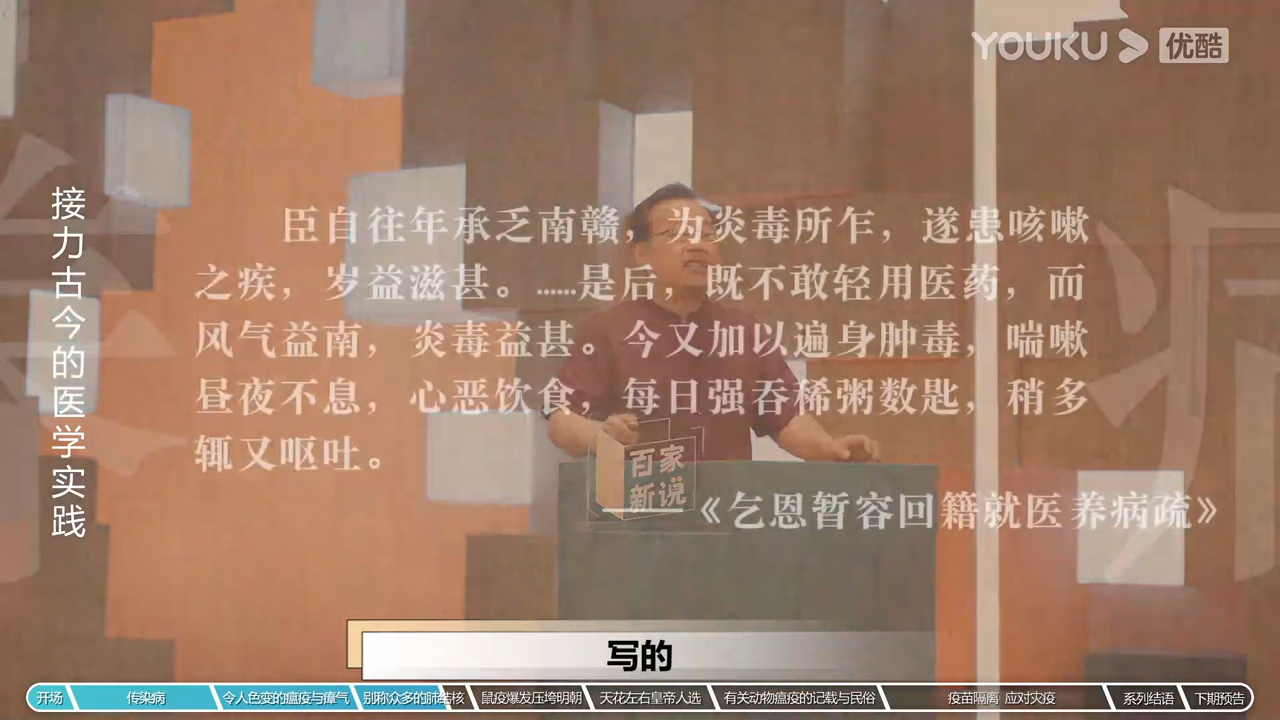 YOUKU 优酷
接力古今的医学实践
臣自往年承乏南赣，为炎毒所乍，遂患咳嗽
之疾，岁益滋甚。……是后，既不敢轻用医药，而
风气益南，炎毒益甚。今又加以遍身肿毒，喘嗽
昼夜不息，心恶饮食，每日强吞稀粥数匙，稍多
辄又呕吐。
百家
新说
《乞恩暂容回籍就医养病疏》
写的
开场 传染病 令人色变的瘟疫与瘴气 别称众多的肺结核 鼠疫爆发压垮明朝 天花左右皇帝人选 有关动物瘟疫的记载与民俗 疫苗隔离 应对灾疫 系列结语 下期预告